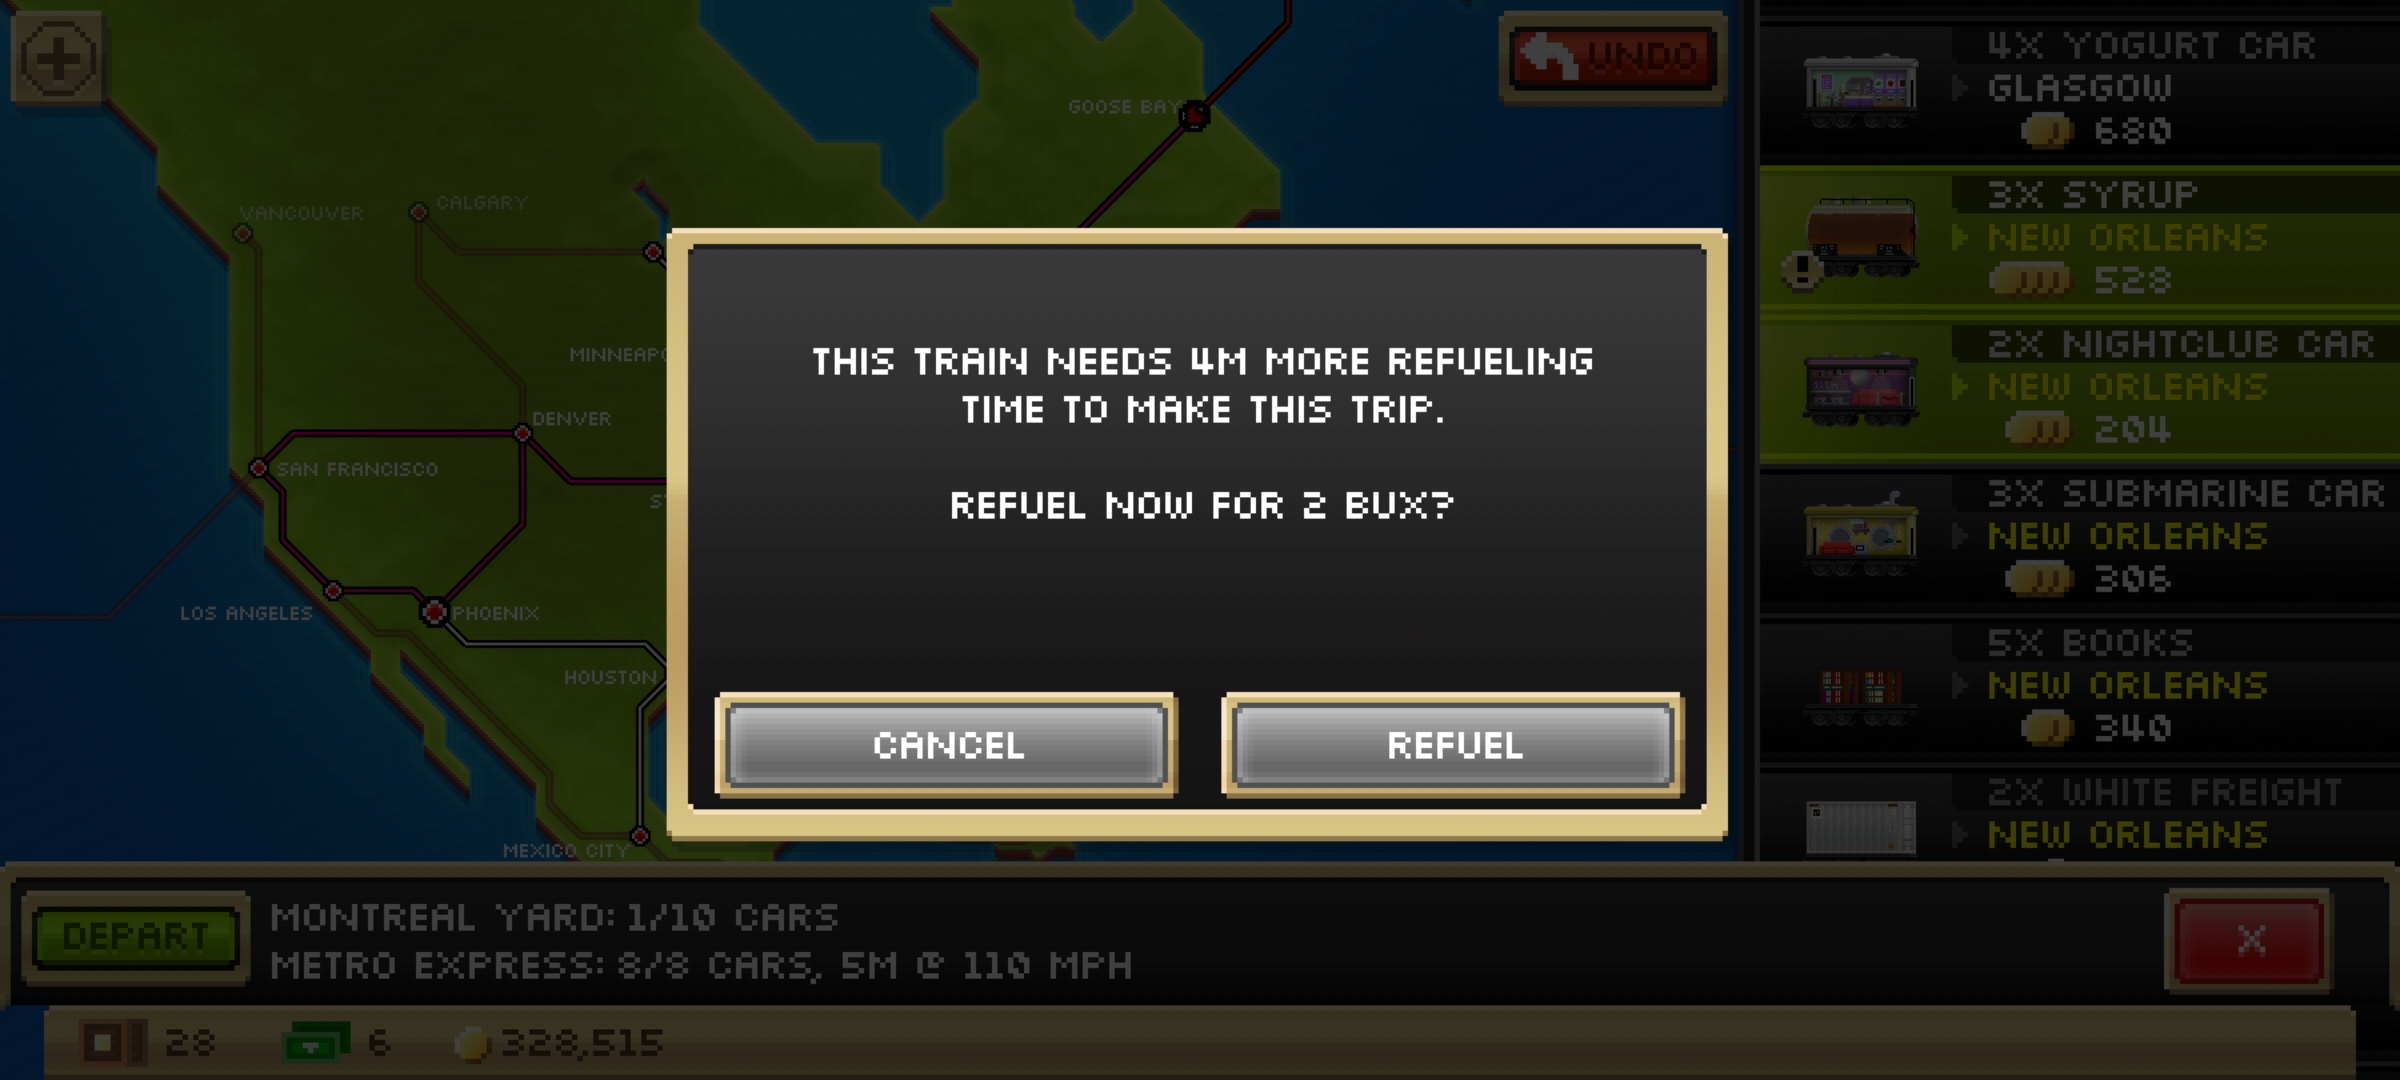 UNDO
GOOSE BAY
VANCOUVER
CALGARY
DENVER
SAN FRANCISCO
LOS ANGELES
PHOENIX
HOUSTON
MEXICO CITY
THIS TRAIN NEEDS 4M MORE REFUELING
TIME TO MAKE THIS TRIP.
REFUEL NOW FOR 2 BUX?
CANCEL
REFUEL
4X YOGURT CAR
GLASGOW
680
3X SYRUP
NEW ORLEANS
528
2X NIGHTCLUB CAR
NEW ORLEANS
204
3X SUBMARINE CAR
NEW ORLEANS
306
5X BOOKS
NEW ORLEANS
340
2X WHITE FREIGHT
NEW ORLEANS
DEPART
MONTREAL YARD: 1/10 CARS
METRO EXPRESS: 8/8 CARS, 5M @ 110 MPH
X
28
6
328,515